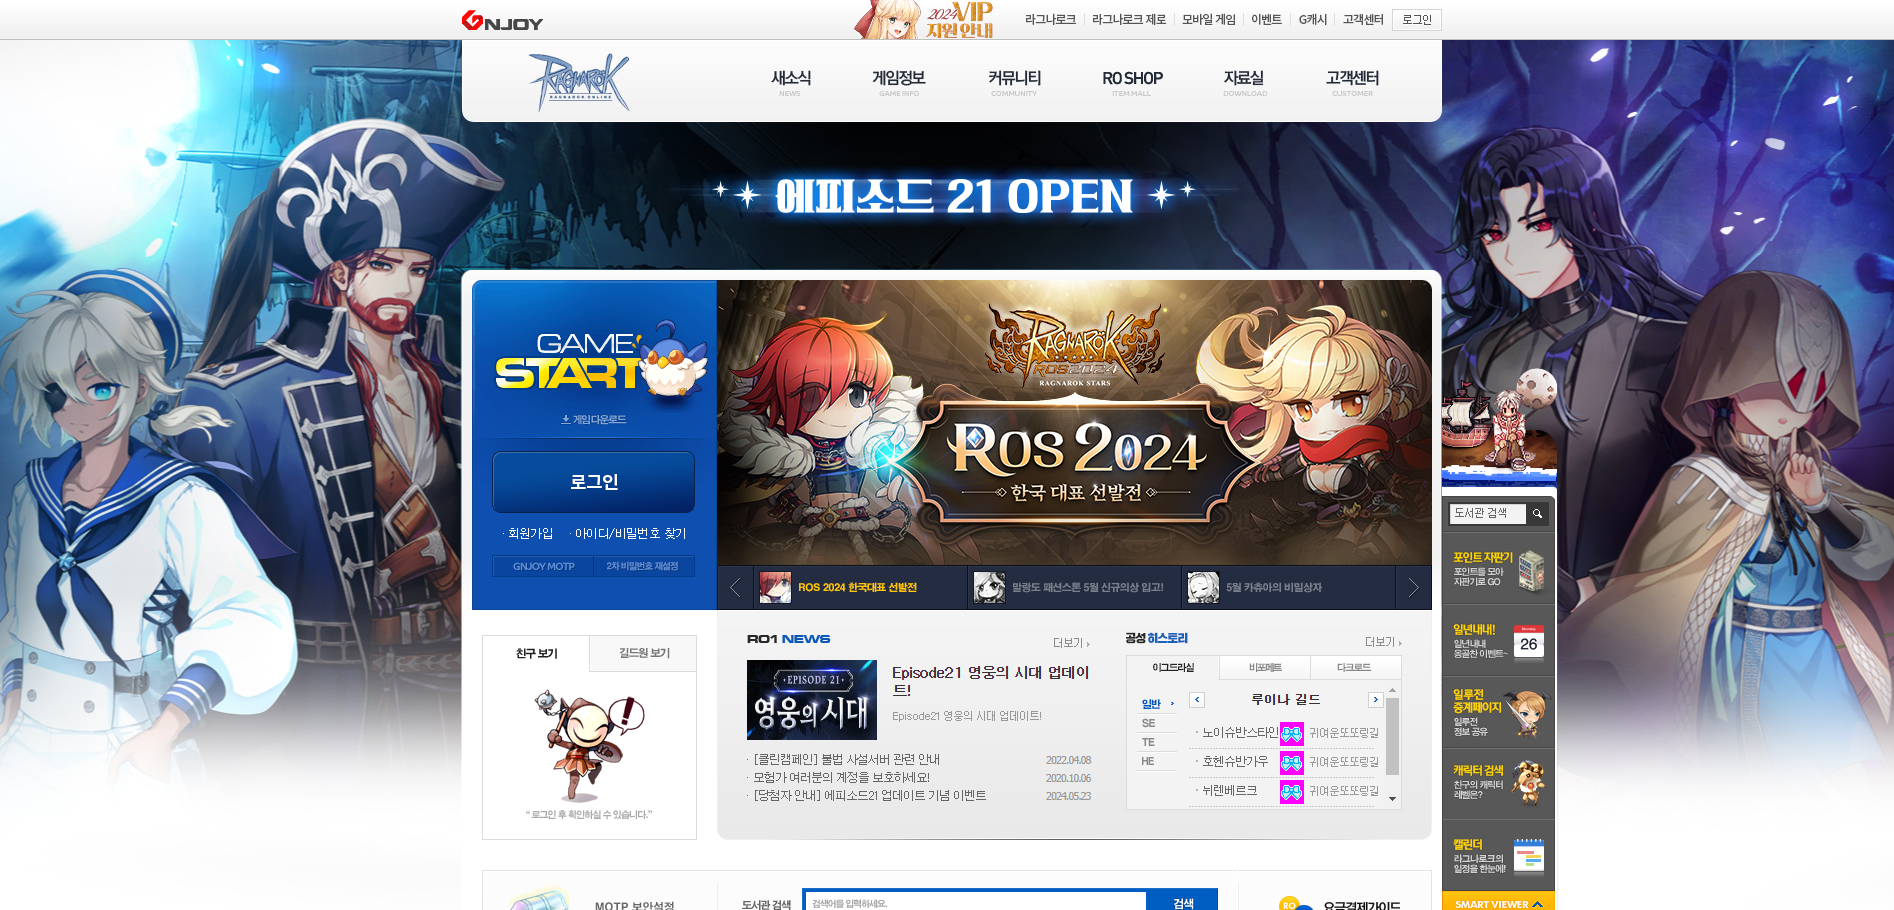 GNJOY
2024 VIP
지원 안내
라그나로크
라그나로크 제로
모바일 게임
이벤트
G캐시
고객센터
로그인
RAGNARÖK
RAGNAROK ONLINE
새소식
NEWS
게임정보
GAME INFO
커뮤니티
COMMUNITY
RO SHOP
ITEM MALL
자료실
DOWNLOAD
고객센터
CUSTOMER
에피소드 21 OPEN
GAME
START
게임다운로드
로그인
· 회원가입
· 아이디/비밀번호 찾기
GNJOY MOTP
2차 비밀번호 재설정
RAGNARÖK
ROS2024
RAGNAROK STARS
ROS 2024
한국 대표 선발전
ROS 2024 한국대표 선발전
말랑도 패션스톤 5월 신규의상 입고!
5월 카츄아의 비밀상자
친구 보기
길드원 보기
!
“ 로그인 후 확인하실 수 있습니다.”
RO1 NEWS
더보기
·EPISODE 21·
영웅의 시대
Episode21 영웅의 시대 업데이
트!
Episode21 영웅의 시대 업데이트!
· [클린캠페인] 불법 사설서버 관련 안내
2022.04.08
· 모험가 여러분의 계정을 보호하세요!
2020.10.06
· [당첨자 안내] 에피소드21 업데이트 기념 이벤트
2024.05.23
공성 히스토리
더보기
이그드라실
바포메트
다크로드
일반
SE
TE
HE
루이나 길드
· 노이슈반스타인
귀여운또또링길
· 호헨슈반가우
귀여운또또링길
· 뉘렌베르크
귀여운또또링길
도서관 검색
포인트 자판기
포인트를 모아
자판기로 GO
일년내내!
일년내내
옹골찬 이벤트~
26
일루전
중계페이지
일루전
정보 공유
캐릭터 검색
친구의 캐릭터
레벨은?
캘린더
라그나로크의
일정을 한눈에!
SMART VIEWER
MOTP 보안설정
도서관 검색
검색어를 입력하세요.
검색
RO
요금결제가이드